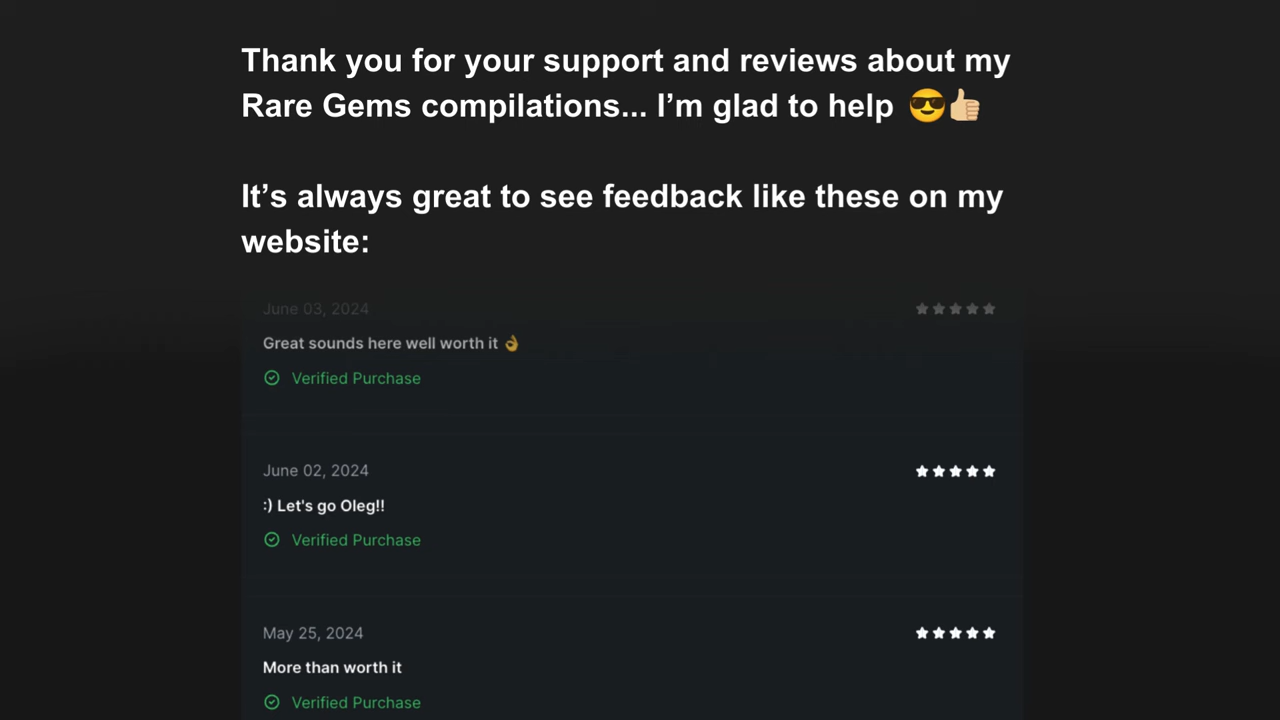 Thank you for your support and reviews about my
Rare Gems compilations... I’m glad to help 😎👍🏼
It’s always great to see feedback like these on my
website:
June 03, 2024
Great sounds here well worth it 👌
Verified Purchase
June 02, 2024
:) Let's go Oleg!!
Verified Purchase
May 25, 2024
More than worth it
Verified Purchase